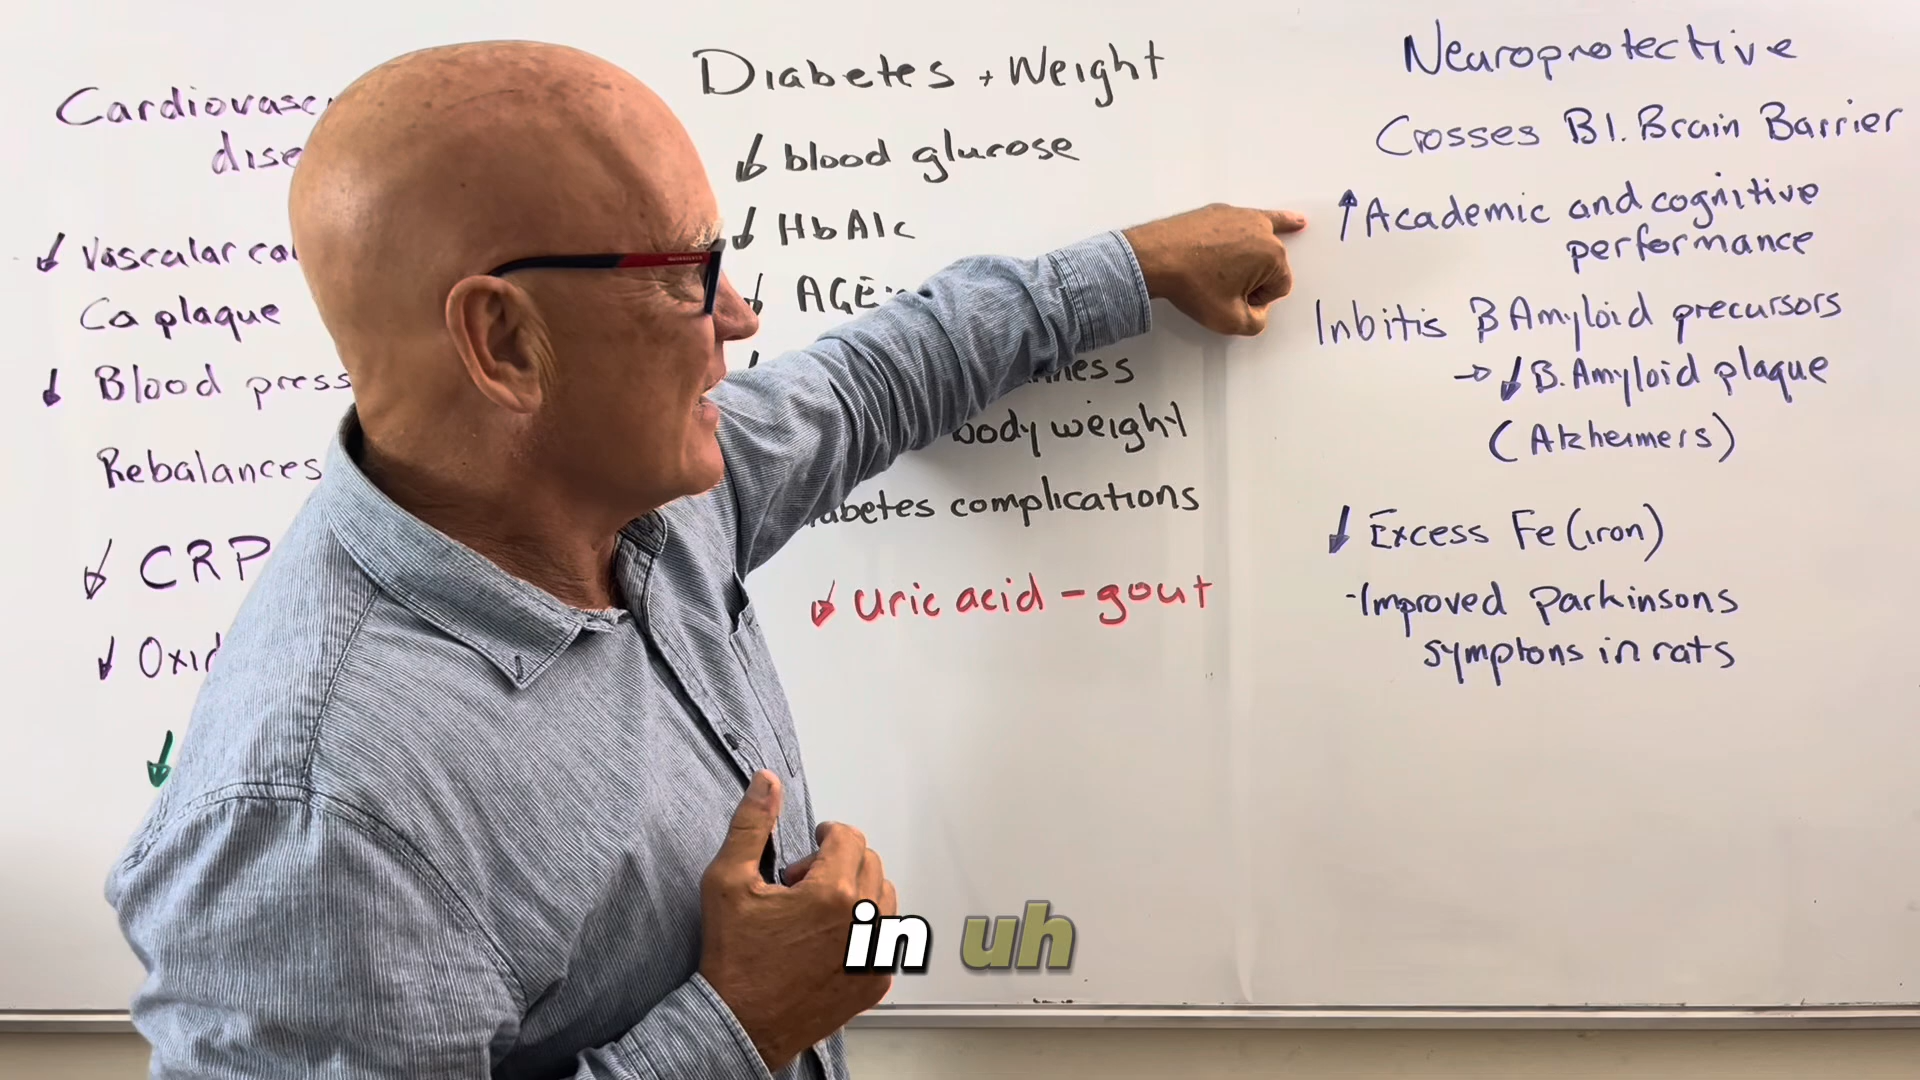 Cardiovasc
dise
↓ Vascular ca
Ca plaque
↓ Blood press
Rebalances
↓ CRP
↓ Oxid
↓
Diabetes + Weight
↓ blood glucose
↓ HbA1c
↓ AGE
ness
body weight
abetes complications
↓ Uric acid - gout
Neuroprotective
Crosses Bl. Brain Barrier
↑ Academic and cognitive
performance
Inbitis B Amyloid precursors
→ ↓ B. Amyloid plaque
(Alzheimers)
↓ Excess Fe (iron)
- Improved Parkinsons
symptons in rats
in uh